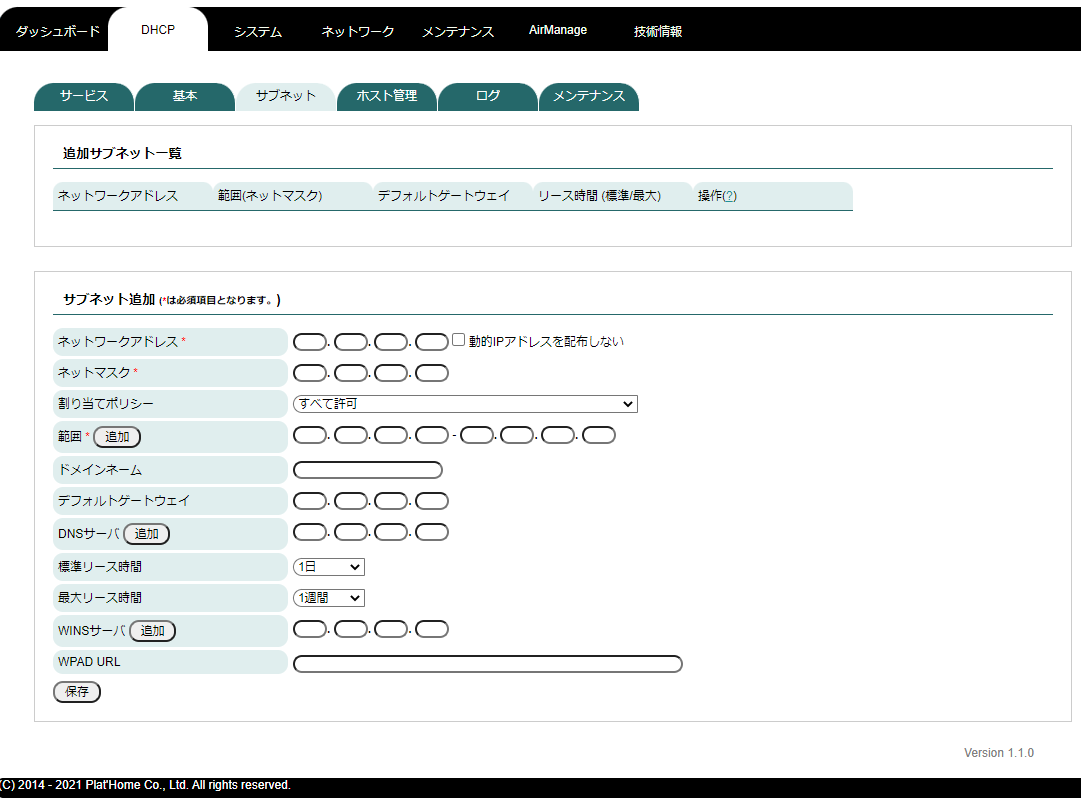 ダッシュボード DHCP システム ネットワーク メンテナンス AirManage 技術情報
サービス 基本 サブネット ホスト管理 ログ メンテナンス
追加サブネット一覧
ネットワークアドレス 範囲(ネットマスク) デフォルトゲートウェイ リース時間 (標準/最大) 操作(?)
サブネット追加 (*は必須項目となります。)
ネットワークアドレス * . . . 動的IPアドレスを配布しない
ネットマスク * . . .
割り当てポリシー すべて許可
範囲 * 追加 . . . - . . .
ドメインネーム
デフォルトゲートウェイ . . .
DNSサーバ 追加 . . .
標準リース時間 1日
最大リース時間 1週間
WINSサーバ 追加 . . .
WPAD URL
保存
Version 1.1.0
(C) 2014 - 2021 Plat'Home Co., Ltd. All rights reserved.